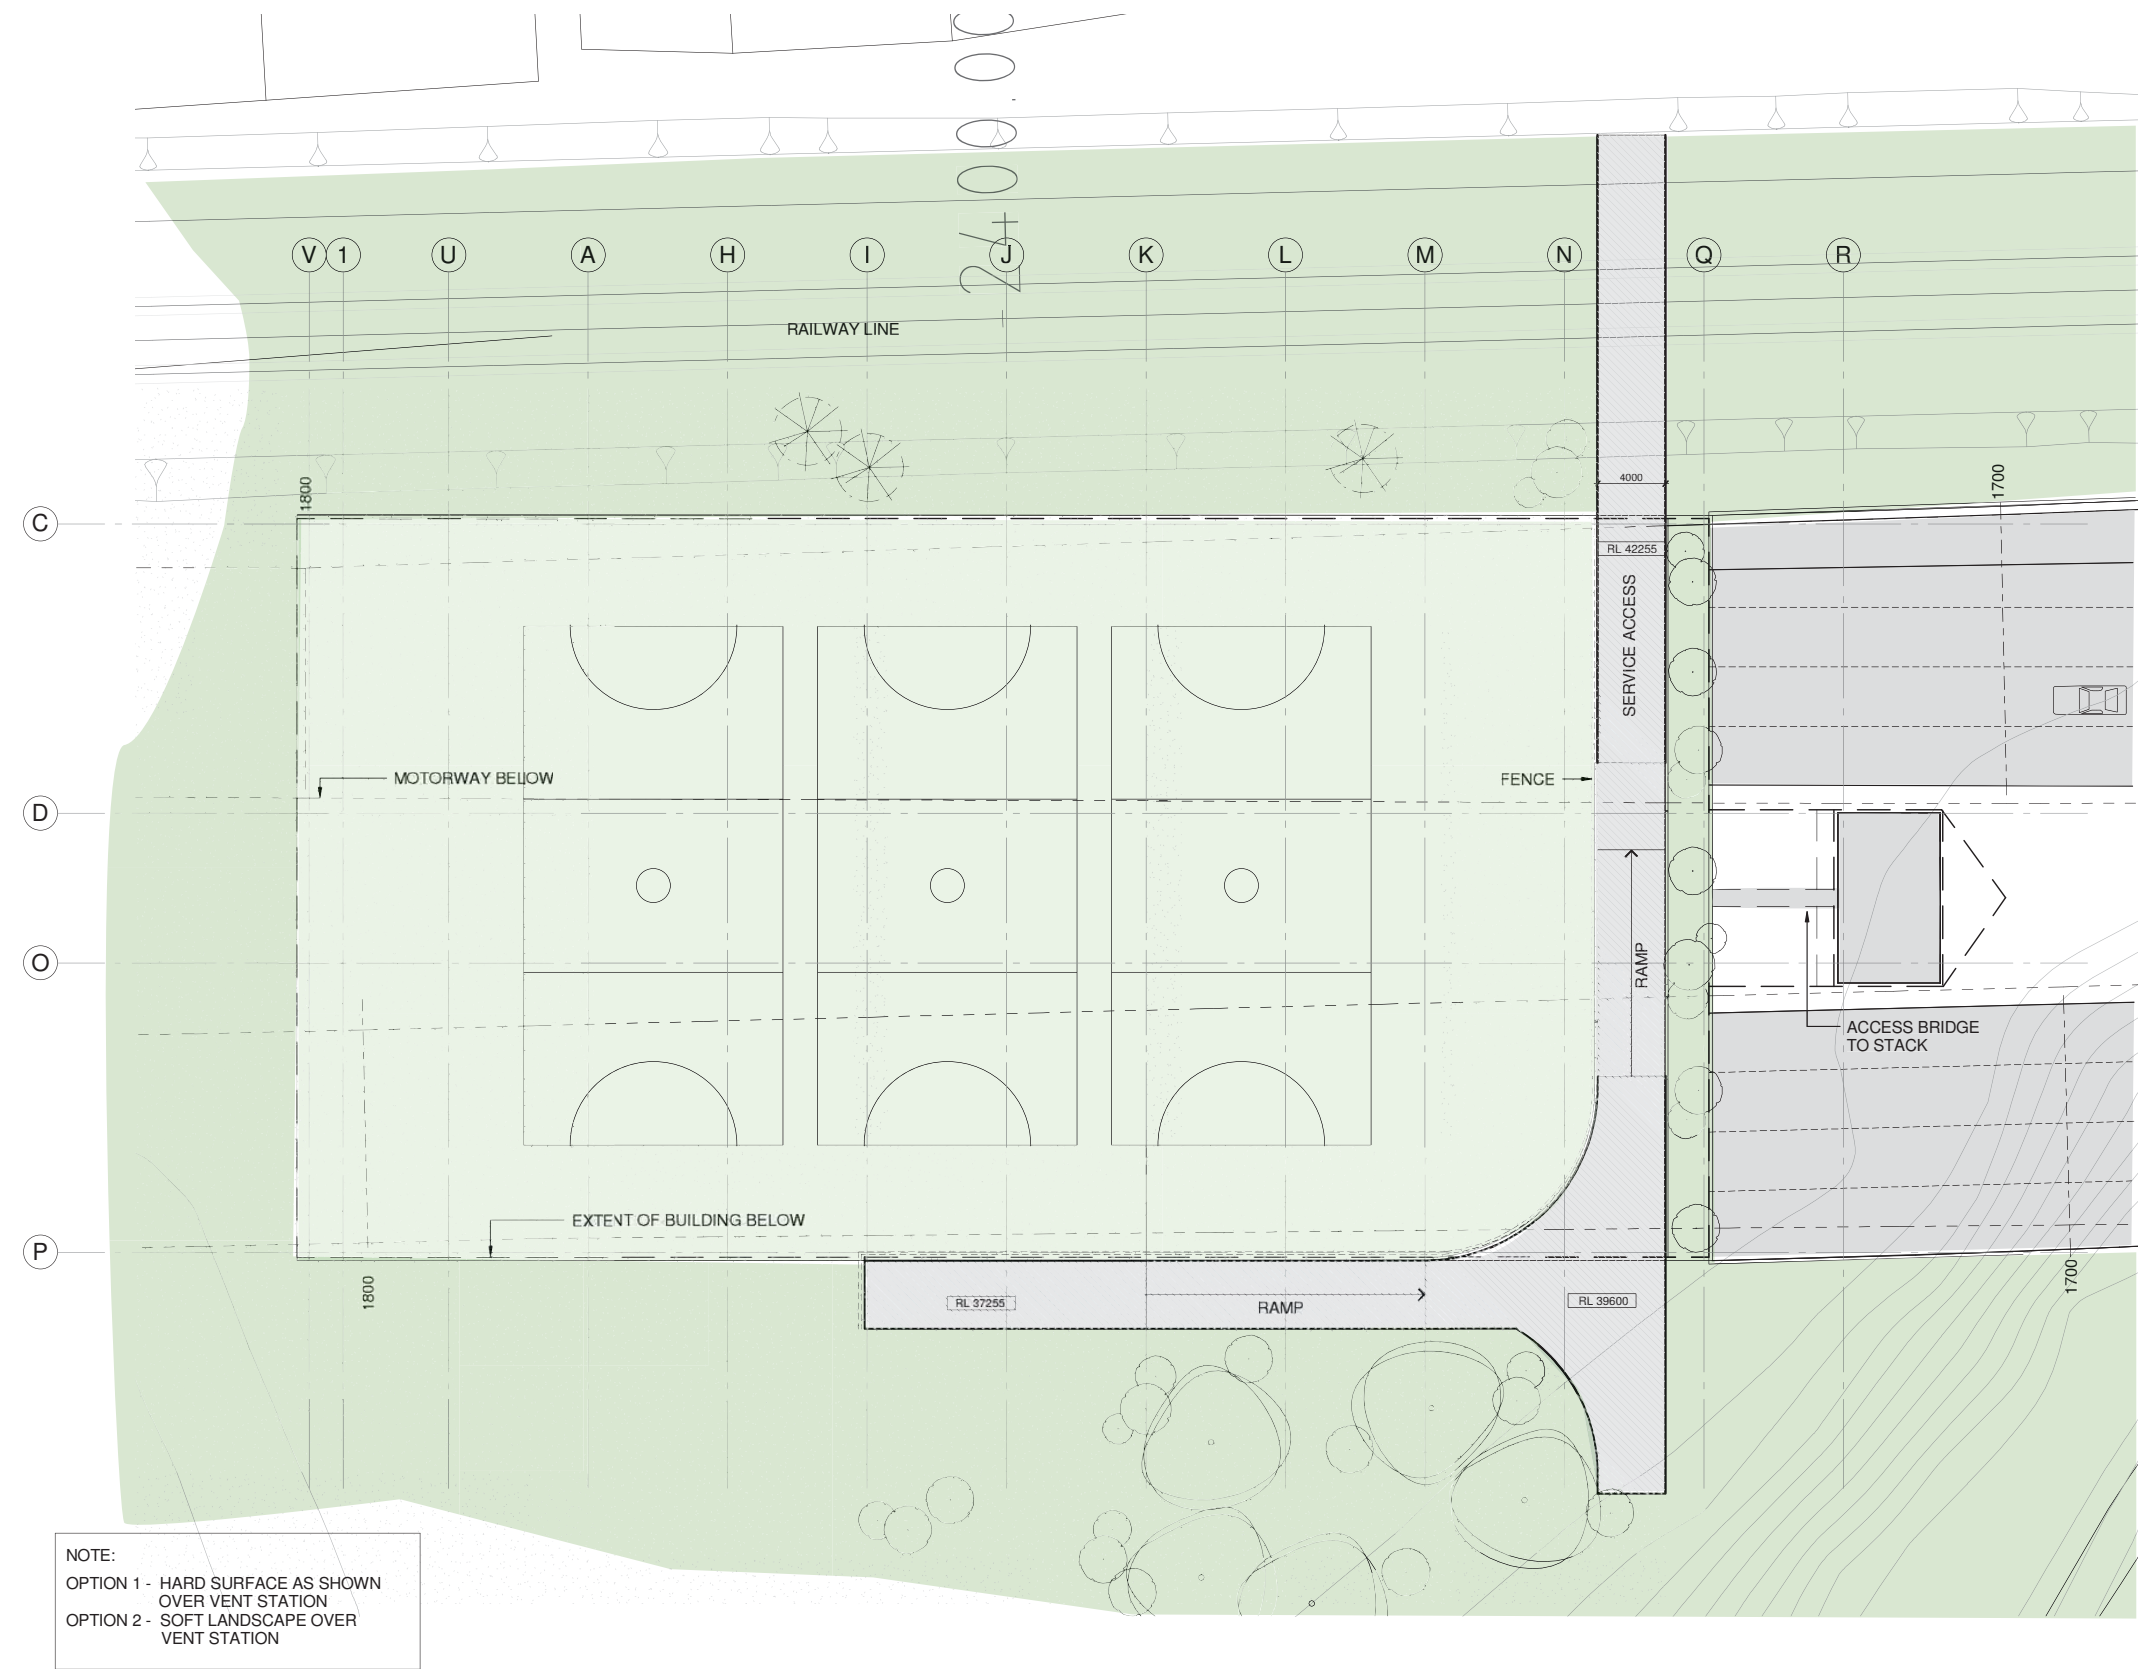 24
V 1 U A H I J K L M N Q R
RAILWAY LINE
1800
4000
1700
C
RL 42255
SERVICE ACCESS
MOTORWAY BELOW
FENCE
D
O
RAMP
ACCESS BRIDGE
TO STACK
EXTENT OF BUILDING BELOW
P
1800
RL 37255
RAMP
RL 39600
1700
NOTE:
OPTION 1 - HARD SURFACE AS SHOWN
OVER VENT STATION
OPTION 2 - SOFT LANDSCAPE OVER
VENT STATION